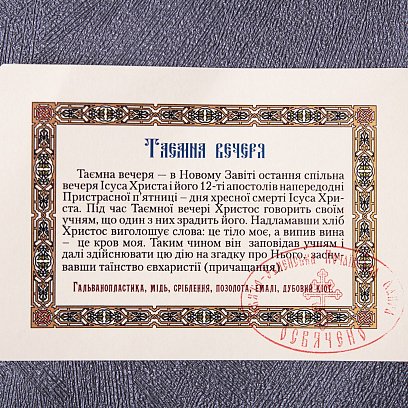 Таємна вечеря
Таємна вечеря — в Новому Завіті остання спільна
вечеря Ісуса Христа і його 12-ті апостолів напередодні
Пристрасної п'ятниці – дня хресної смерті Ісуса Хри-
ста. Під час Таємної вечері Христос говорить своїм
учням, що один з них зрадить його. Надламавши хліб
Христос виголошує слова: це тіло моє, а випив вина
– це кров моя. Таким чином він заповідав учням і
далі здійснювати цю дію на згадку про Нього, засну-
вавши таїнство євхаристії (причащання).
Гальванопластика, мідь, сріблення, позолота, емалі, дубовий кіот.
ОСВЯЧЕНО